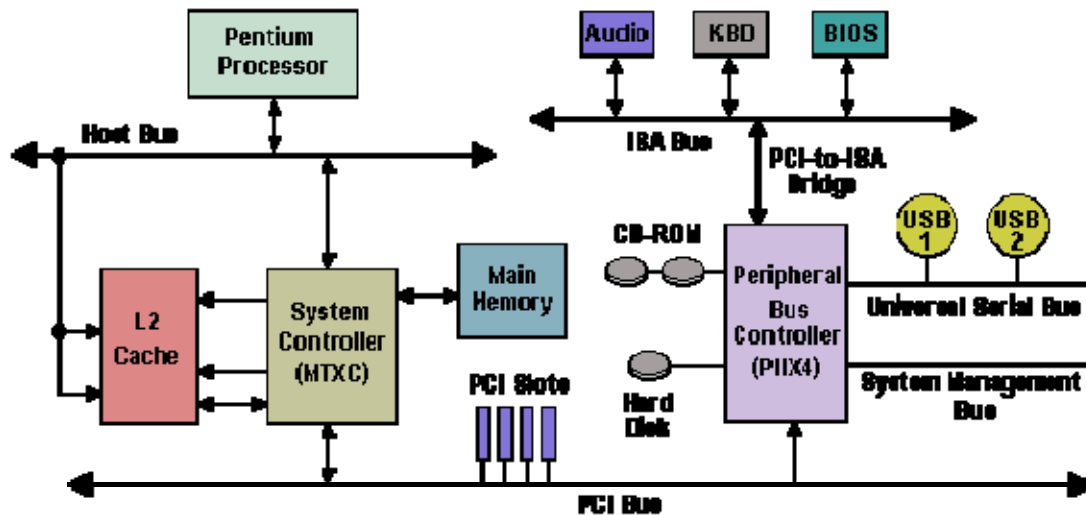 Pentium
Processor
Audio
KBD
BIOS
Host Bus
ISA Bus
PCI-to-ISA
Bridge
CD-ROM
USB
1
USB
2
Peripheral
Bus
Controller
(PIIX4)
Main
Memory
L2
Cache
System
Controller
(MTXC)
Universal Serial Bus
PCI Slots
Hard
Disk
System Management
Bus
PCI Bus